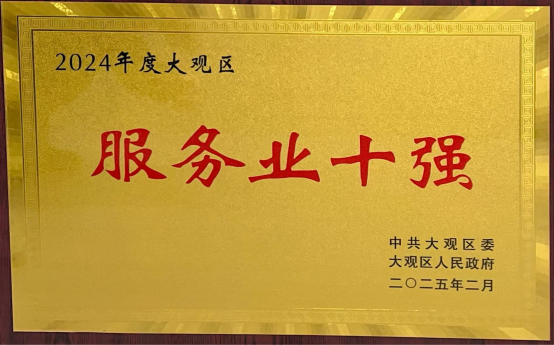 2024年度大观区
服务业十强
中共大观区委
大观区人民政府
二〇二五年二月